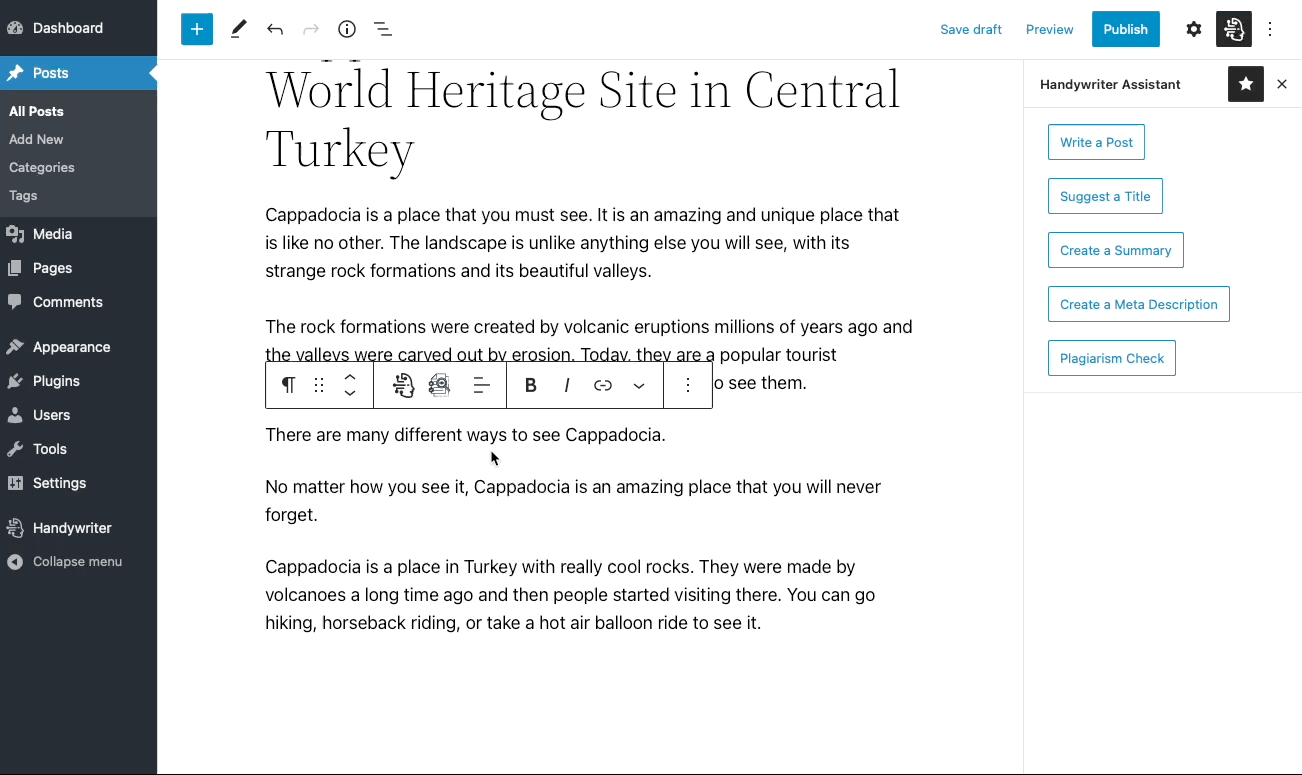 Dashboard
Posts
All Posts
Add New
Categories
Tags
Media
Pages
Comments
Appearance
Plugins
Users
Tools
Settings
Handywriter
Collapse menu
Save draft
Preview
Publish
World Heritage Site in Central
Turkey
Cappadocia is a place that you must see. It is an amazing and unique place that
is like no other. The landscape is unlike anything else you will see, with its
strange rock formations and its beautiful valleys.
The rock formations were created by volcanic eruptions millions of years ago and
the valleys were carved out by erosion. Today, they are a popular tourist
o see them.
B I
There are many different ways to see Cappadocia.
No matter how you see it, Cappadocia is an amazing place that you will never
forget.
Cappadocia is a place in Turkey with really cool rocks. They were made by
volcanoes a long time ago and then people started visiting there. You can go
hiking, horseback riding, or take a hot air balloon ride to see it.
Handywriter Assistant
Write a Post
Suggest a Title
Create a Summary
Create a Meta Description
Plagiarism Check